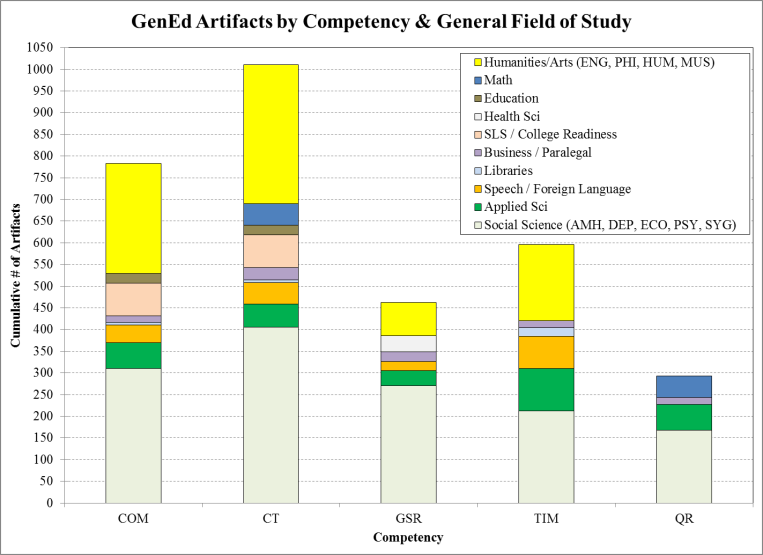 GenEd Artifacts by Competency & General Field of Study
Cumulative # of Artifacts
1050
1000
950
900
850
800
750
700
650
600
550
500
450
400
350
300
250
200
150
100
50
0
Humanities/Arts (ENG, PHI, HUM, MUS)
Math
Education
Health Sci
SLS / College Readiness
Business / Paralegal
Libraries
Speech / Foreign Language
Applied Sci
Social Science (AMH, DEP, ECO, PSY, SYG)
COM CT GSR TIM QR
Competency